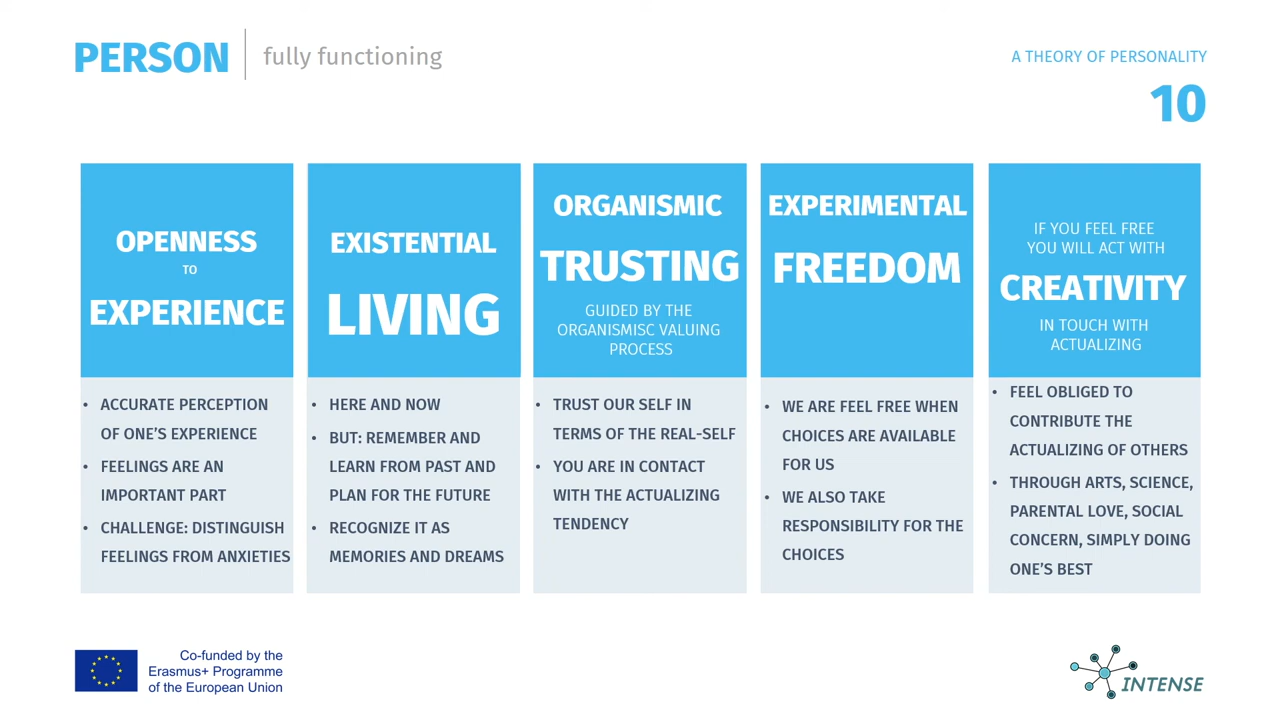 PERSON
fully functioning
A THEORY OF PERSONALITY
10
OPENNESS
TO
EXPERIENCE
• ACCURATE PERCEPTION
OF ONE'S EXPERIENCE
• FEELINGS ARE AN
IMPORTANT PART
• CHALLENGE: DISTINGUISH
FEELINGS FROM ANXIETIES
EXISTENTIAL
LIVING
• HERE AND NOW
• BUT: REMEMBER AND
LEARN FROM PAST AND
PLAN FOR THE FUTURE
• RECOGNIZE IT AS
MEMORIES AND DREAMS
ORGANISMIC
TRUSTING
GUIDED BY THE
ORGANISMISC VALUING
PROCESS
• TRUST OUR SELF IN
TERMS OF THE REAL-SELF
• YOU ARE IN CONTACT
WITH THE ACTUALIZING
TENDENCY
EXPERIMENTAL
FREEDOM
• WE ARE FEEL FREE WHEN
CHOICES ARE AVAILABLE
FOR US
• WE ALSO TAKE
RESPONSIBILITY FOR THE
CHOICES
IF YOU FEEL FREE
YOU WILL ACT WITH
CREATIVITY
IN TOUCH WITH
ACTUALIZING
• FEEL OBLIGED TO
CONTRIBUTE THE
ACTUALIZING OF OTHERS
• THROUGH ARTS, SCIENCE,
PARENTAL LOVE, SOCIAL
CONCERN, SIMPLY DOING
ONE'S BEST
Co-funded by the
Erasmus+ Programme
of the European Union
INTENSE